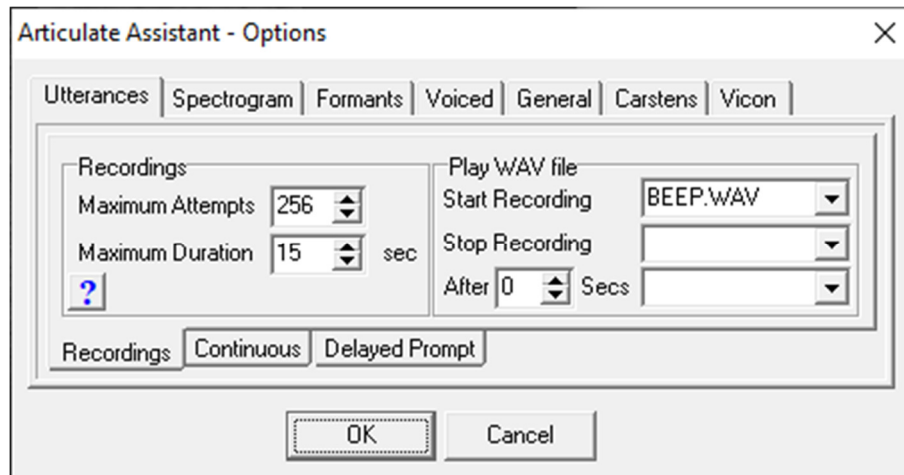 Articulate Assistant - Options
Utterances Spectrogram Formants Voiced General Carstens Vicon
Recordings
Maximum Attempts 256
Maximum Duration 15 sec
?
Play WAV file
Start Recording BEEP.WAV
Stop Recording
After 0 Secs
Recordings Continuous Delayed Prompt
OK Cancel